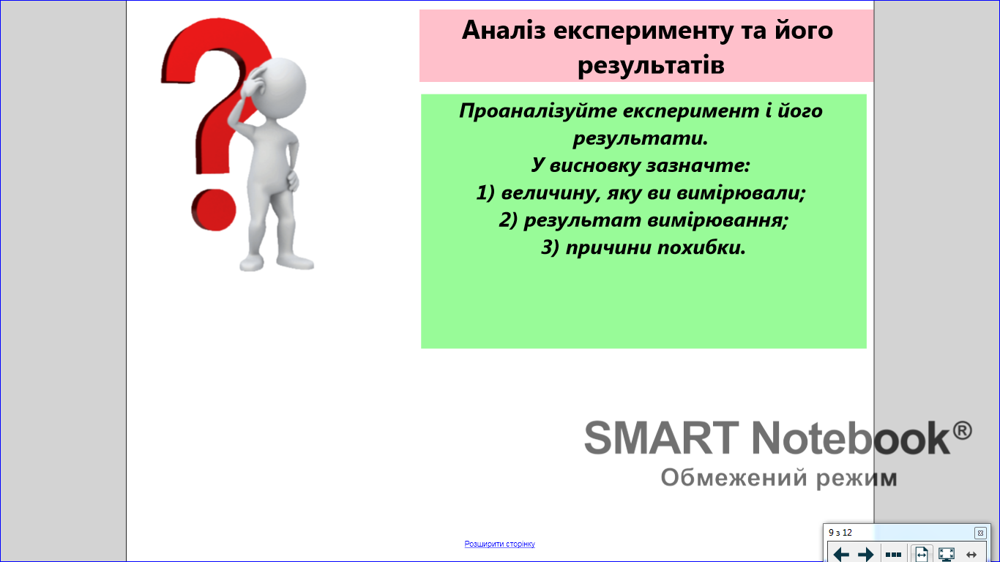 Аналіз експерименту та його
результатів
Проаналізуйте експеримент і його
результати.
У висновку зазначте:
1) величину, яку ви вимірювали;
2) результат вимірювання;
3) причини похибки.
SMART Notebook®
Обмежений режим
Розширити сторінку
9 з 12